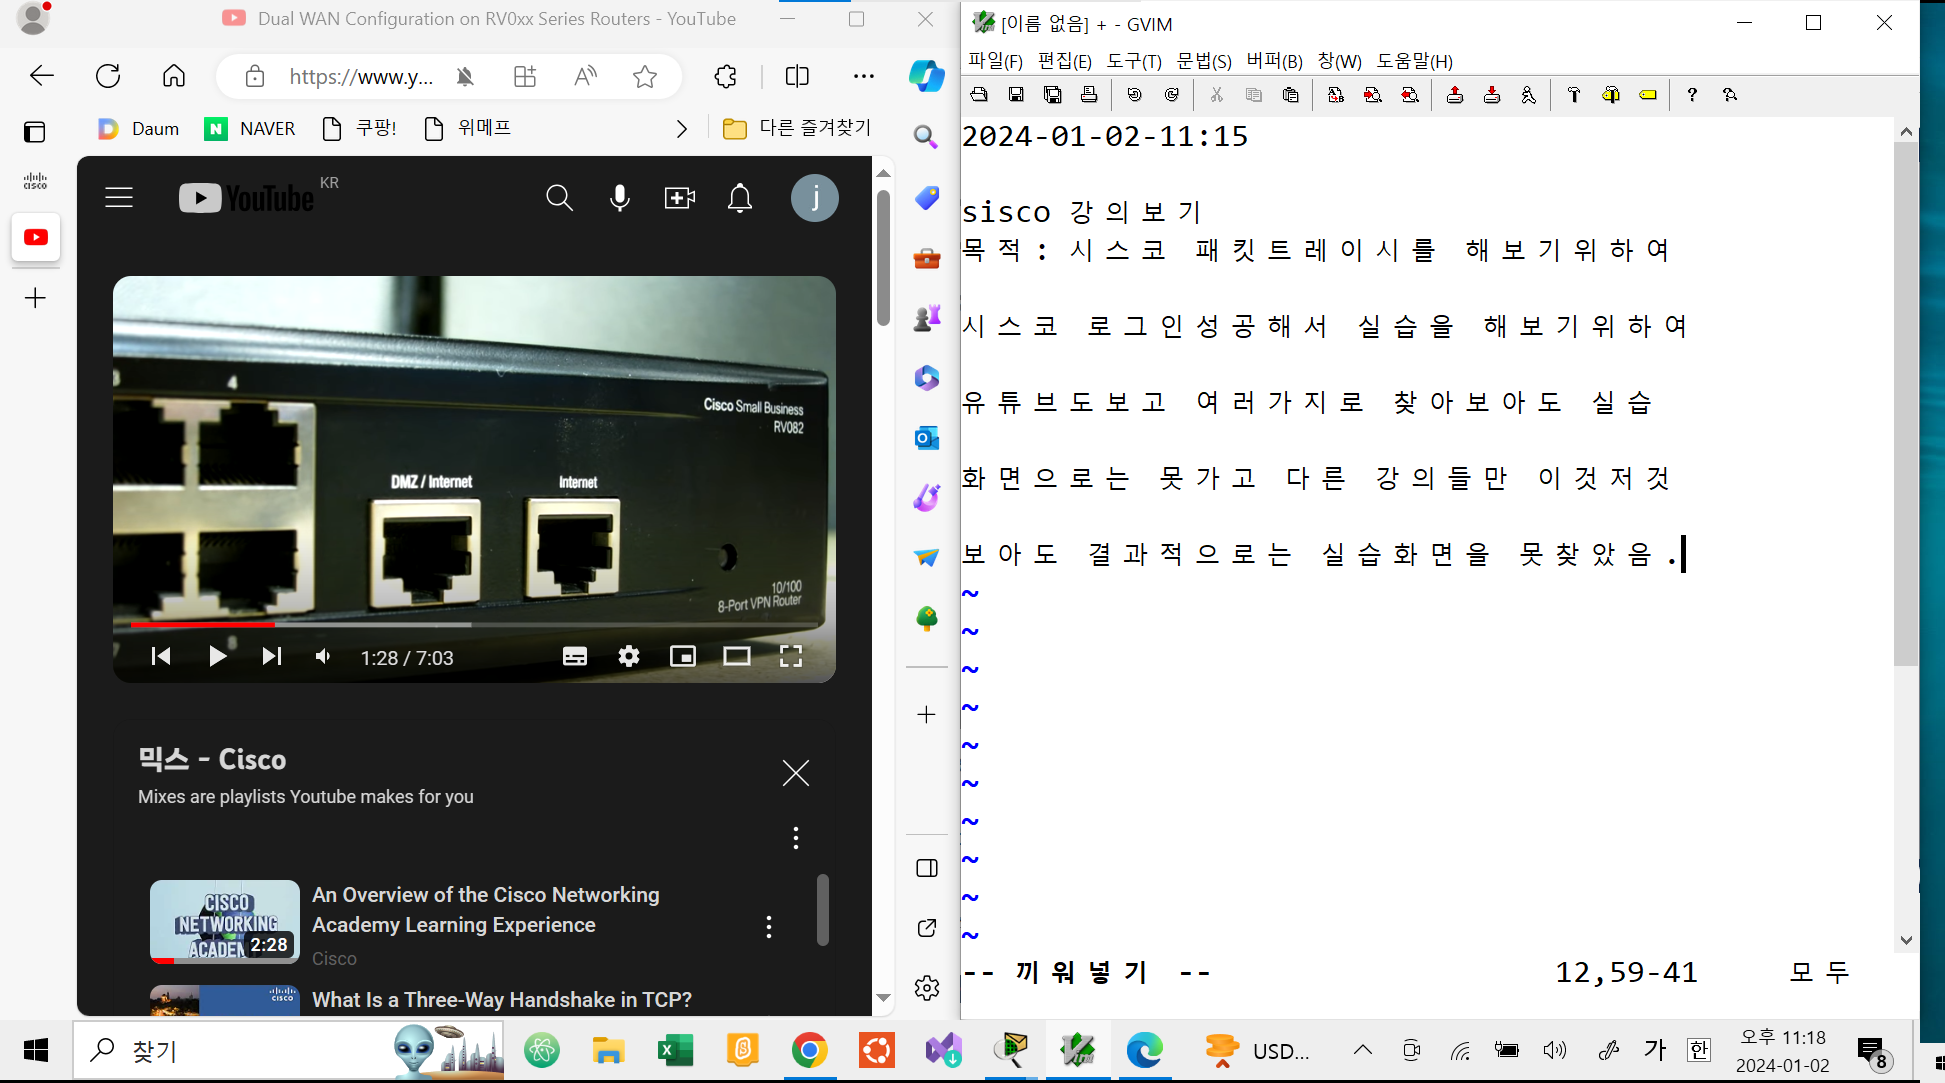 Dual WAN Configuration on RV0xx Series Routers - YouTube
https://www.y...
Daum
NAVER
쿠팡!
위메프
다른 즐겨찾기
cisco
YouTube KR
j
4
Cisco Small Business
RV082
DMZ / Internet
Internet
10/100
8-Port VPN Router
8
1:28 / 7:03
믹스 - Cisco
Mixes are playlists Youtube makes for you
CISCO
NETWORKING
2:28
An Overview of the Cisco Networking
Academy Learning Experience
Cisco
cisco
What Is a Three-Way Handshake in TCP?
[이름 없음] + - GVIM
파일(F) 편집(E) 도구(T) 문법(S) 버퍼(B) 창(W) 도움말(H)
2024-01-02-11:15
sisco 강의보기
목적: 시스코 패킷트레이시를 해보기위하여
시스코 로그인성공해서 실습을 해보기위하여
유튜브도보고 여러가지로 찾아보아도 실습
화면으로는 못가고 다른 강의들만 이것저것
보아도 결과적으로는 실습화면을 못찾았음.
~
~
~
~
~
~
~
~
~
~
-- 끼워넣기 -- 12,59-41 모두
찾기
USD...
가
한
오후 11:18
2024-01-02
8